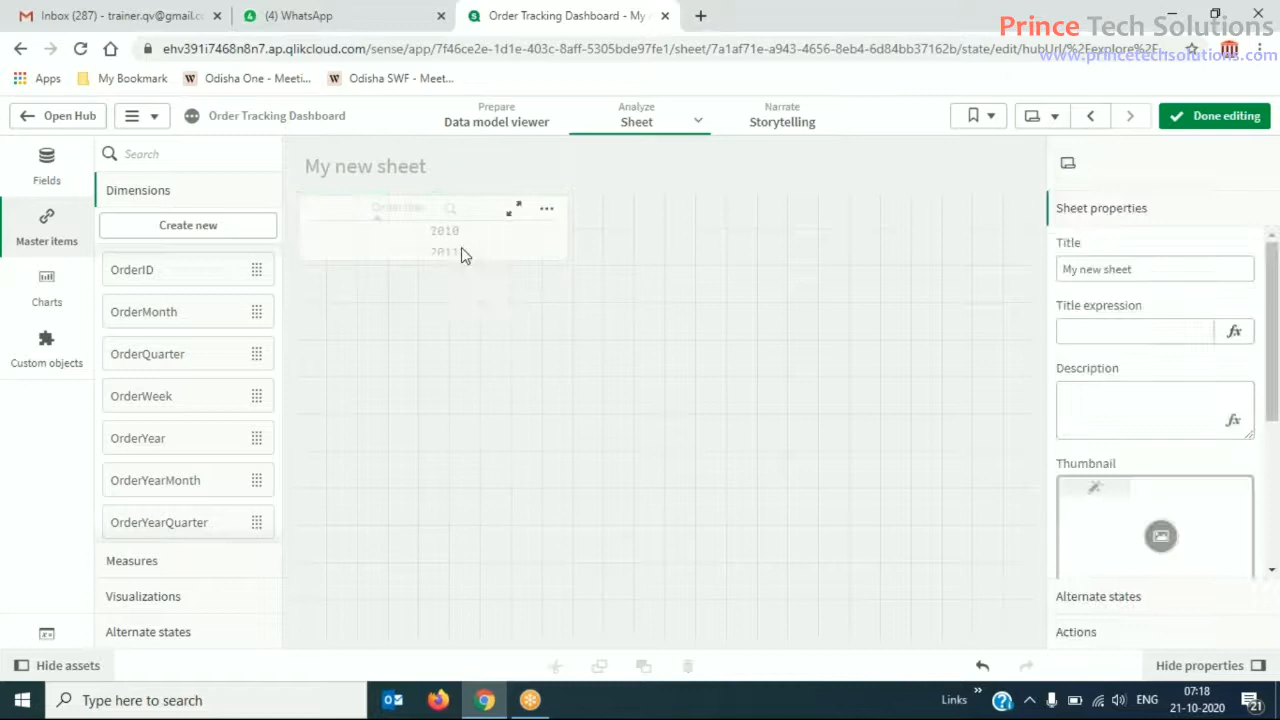 Inbox (287) - trainer.qv@gmail.c
(4) WhatsApp
Order Tracking Dashboard - My
Prince Tech Solutions
ehv391i7468n8n7.ap.qlikcloud.com/sense/app/7f46ce2e-1d1e-403c-8aff-5305bde97fe1/sheet/7a1af71e-a943-4656-8eb4-6d84bb37162b/state/edit/hubUrl/%2Fexplore%2F-
www.princetechsolutions.com
Apps
My Bookmark
Odisha One - Meeti...
Odisha SWF - Meet...
Open Hub
Order Tracking Dashboard
Prepare
Data model viewer
Analyze
Sheet
Narrate
Storytelling
Done editing
Fields
Master items
Charts
Custom objects
Search
Dimensions
Create new
OrderID
OrderMonth
OrderQuarter
OrderWeek
OrderYear
OrderYearMonth
OrderYearQuarter
Measures
Visualizations
Alternate states
My new sheet
2010
2011
Sheet properties
Title
My new sheet
Title expression
fx
Description
fx
Thumbnail
Alternate states
Actions
Hide assets
Hide properties
Type here to search
Links
ENG
07:18
21-10-2020
21